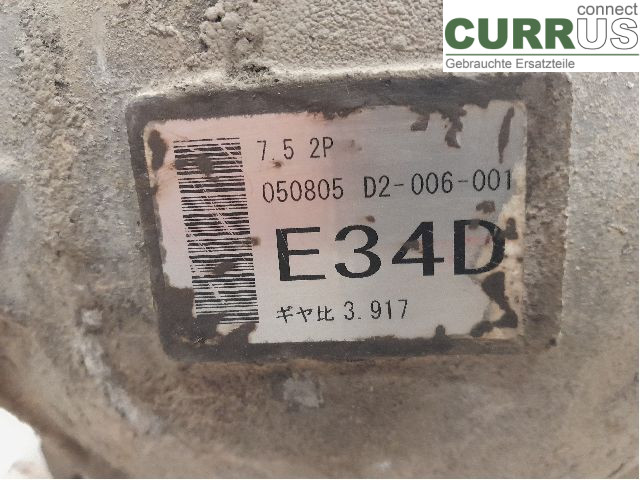 connect
CURRUS
Gebrauchte Ersatzteile
7.5 2P
050805 D2-006-001
E34D
ギヤ比 3.917